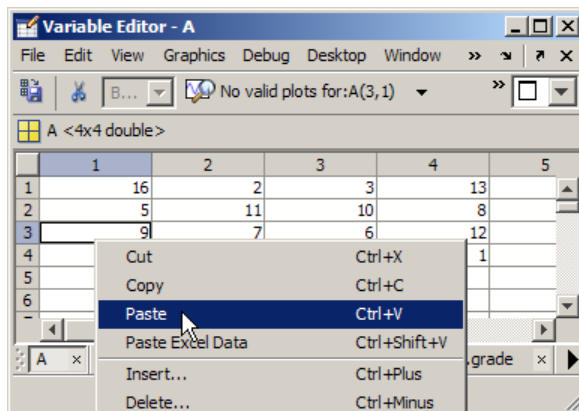 Variable Editor - A
File Edit View Graphics Debug Desktop Window »
B... No valid plots for:A(3,1) »
A <4x4 double>
1 2 3 4 5
1 16 2 3 13
2 5 11 10 8
3 9 7 6 12
4 1
5
6
Cut Ctrl+X
Copy Ctrl+C
Paste Ctrl+V
Paste Excel Data Ctrl+Shift+V
A × .grade ×
Insert... Ctrl+Plus
Delete... Ctrl+Minus